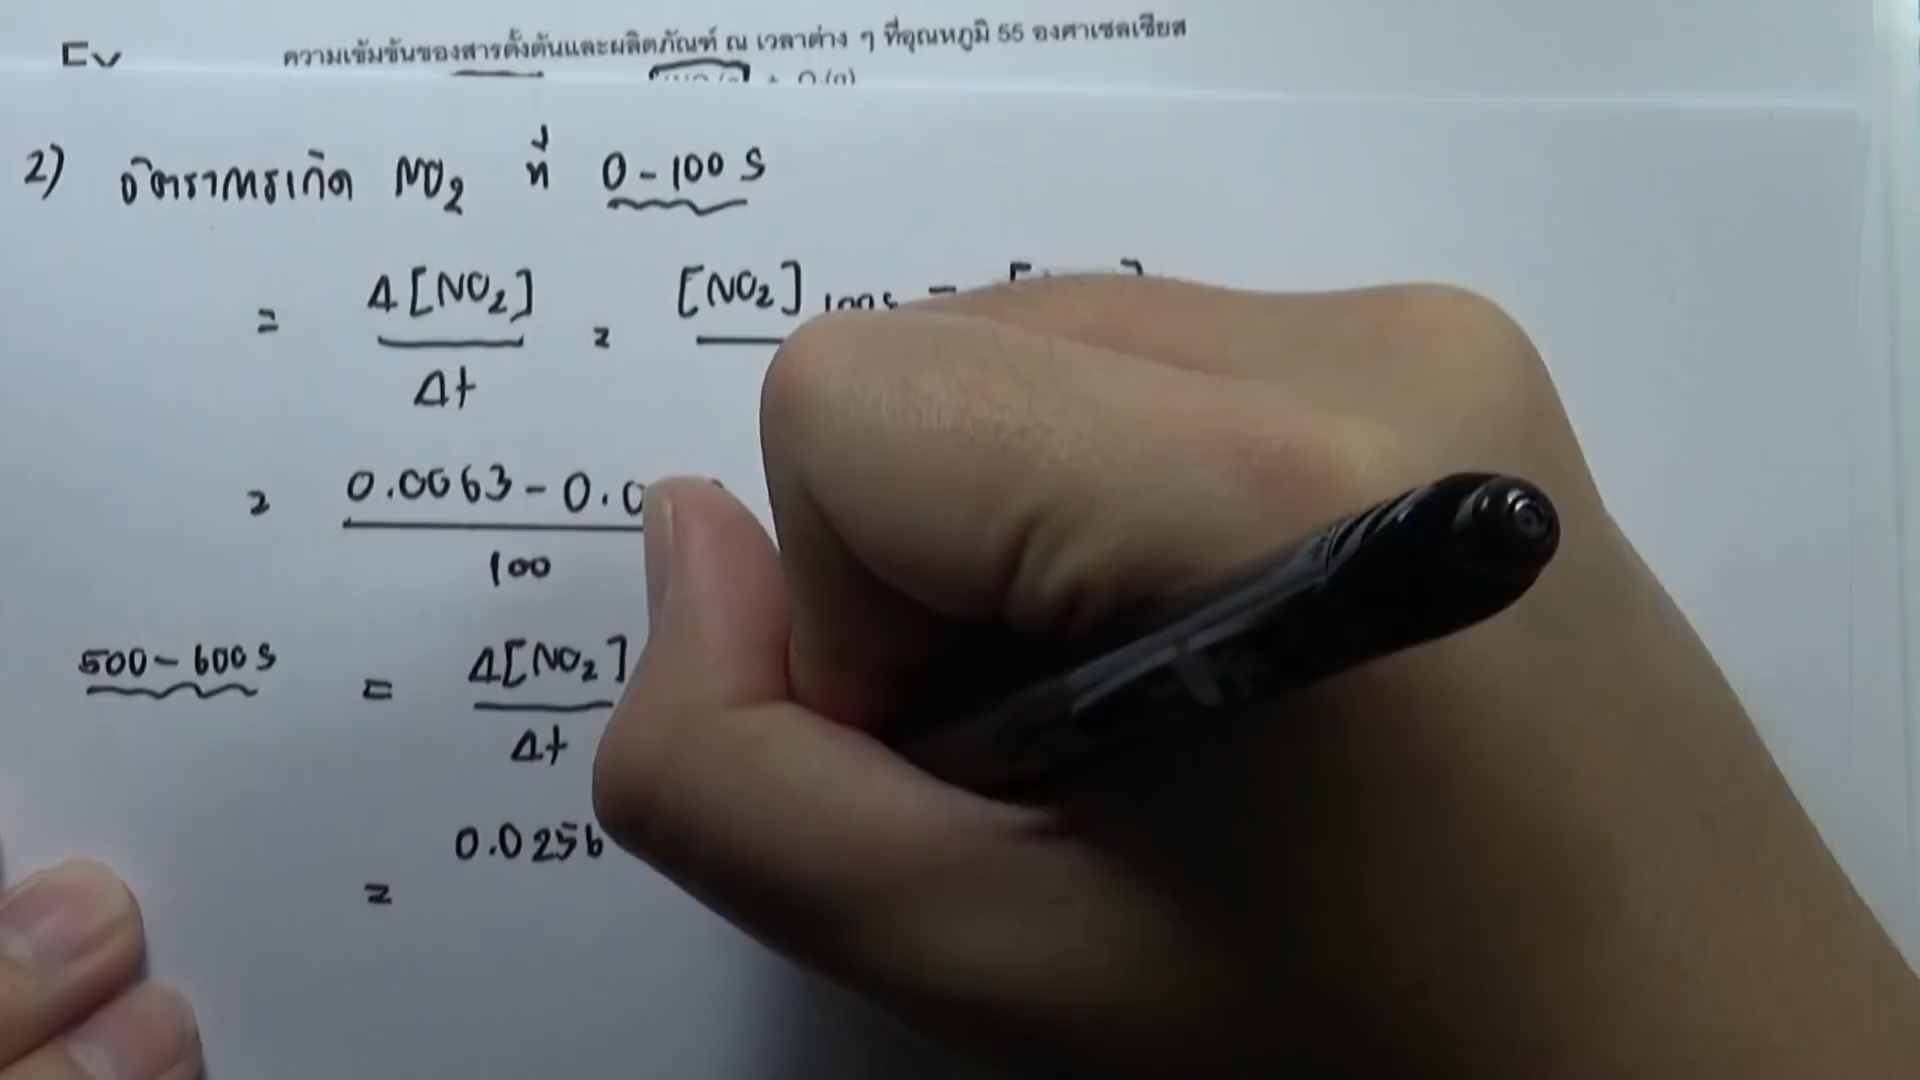 Ev ความเข้มข้นของสารตั้งต้นและผลิตภัณฑ์ ณ เวลาต่าง ๆ ที่อุณหภูมิ 55 องศาเซลเซียส
2) อัตราการเกิด NO₂ ที่ 0 - 100 s
= Δ[NO₂] / Δt = [NO₂] 100 s -
= 0.0063 - 0.0 / 100
500 - 600 s = Δ[NO₂] / Δt
= 0.0256